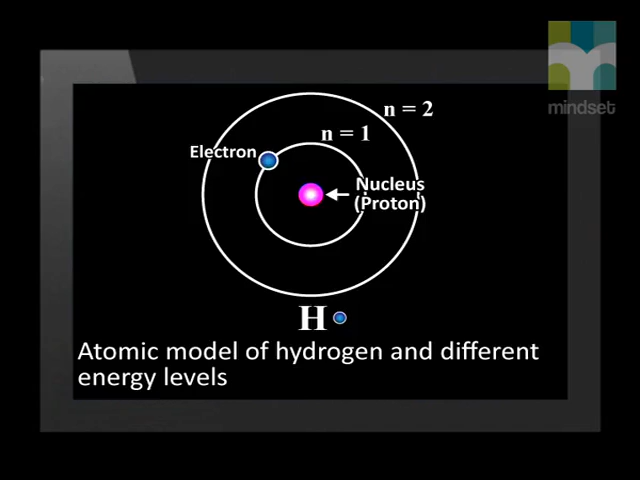 mindset
n = 2
n = 1
Electron
Nucleus
(Proton)
H
Atomic model of hydrogen and different
energy levels